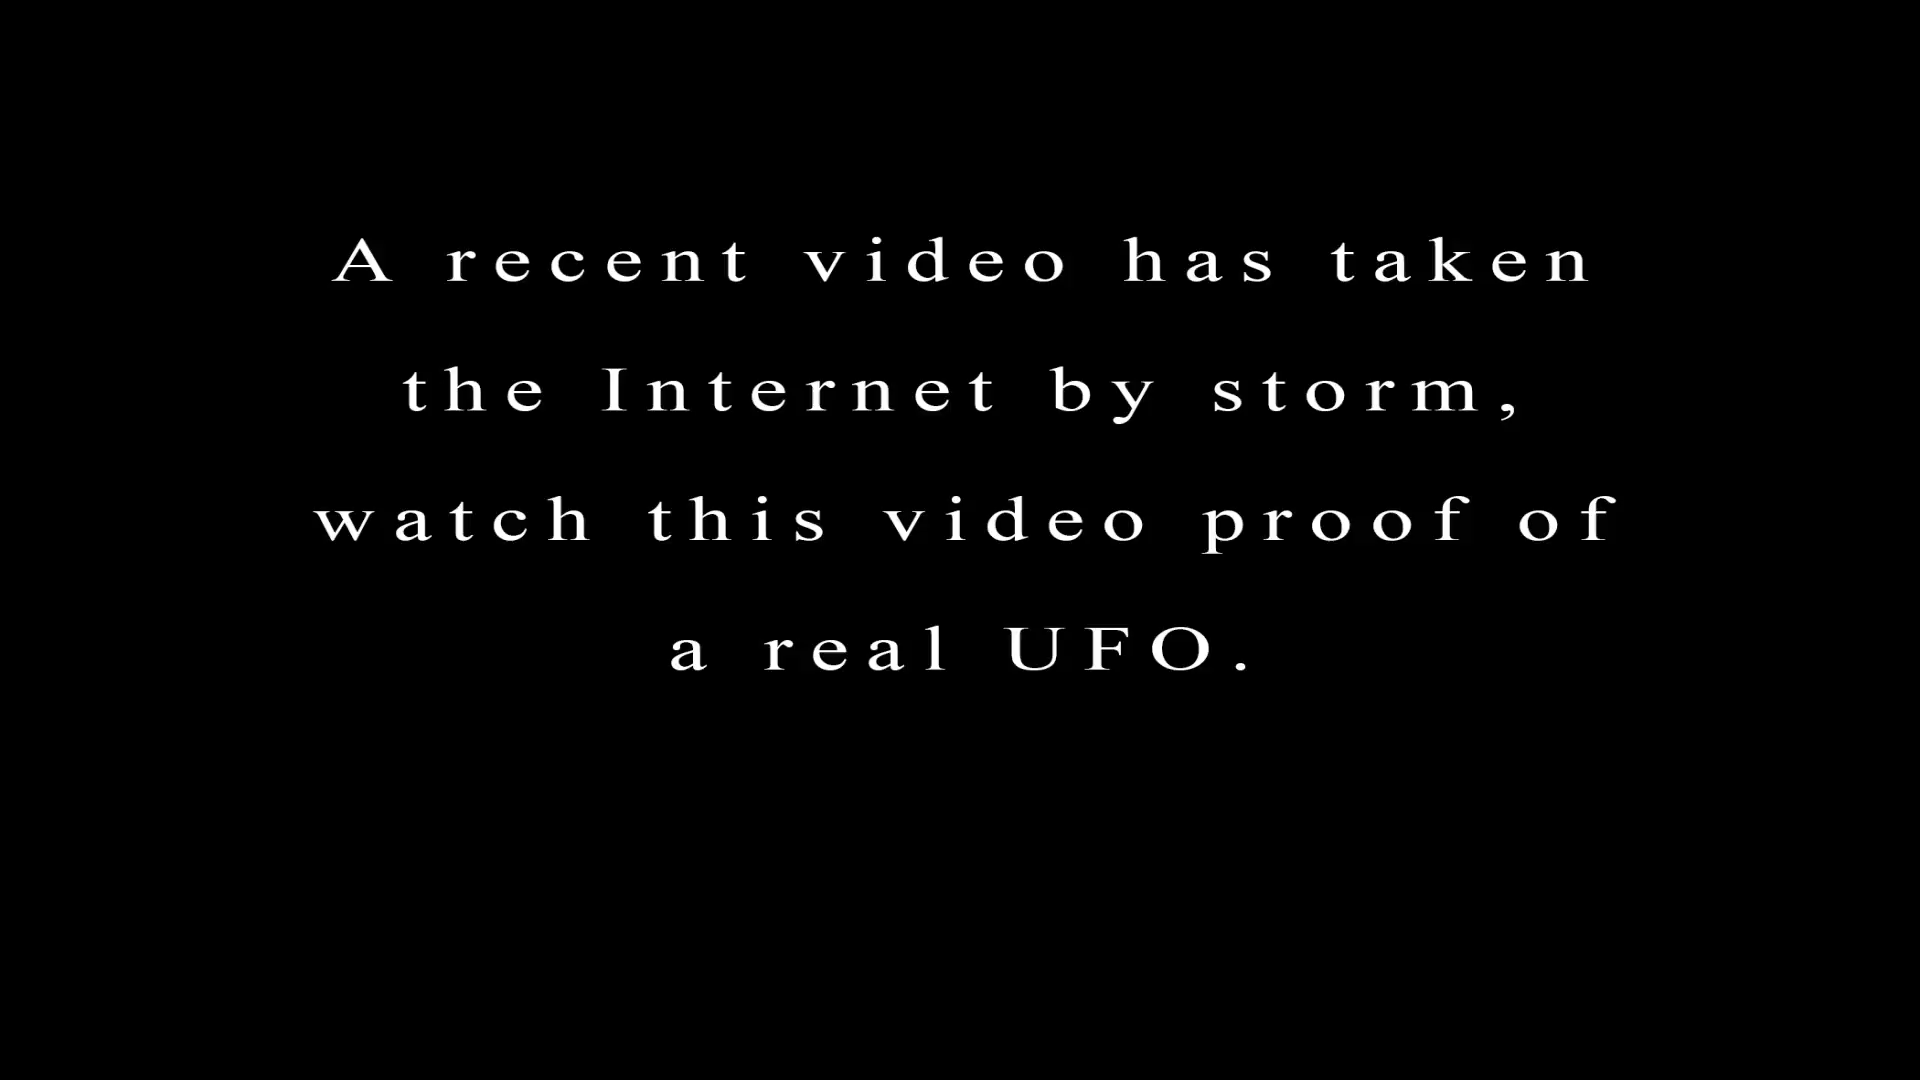 A recent video has taken
the Internet by storm,
watch this video proof of
a real UFO.